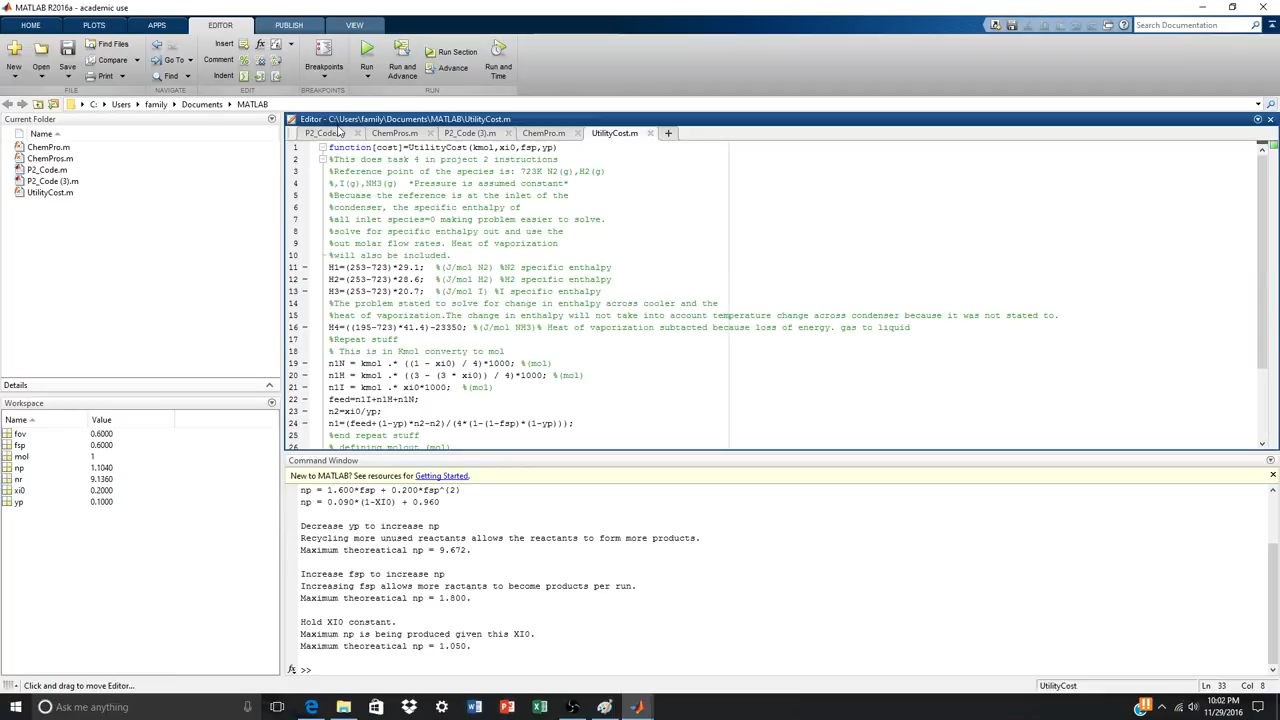 MATLAB R2016a - academic use
HOME PLOTS APPS EDITOR PUBLISH VIEW
Search Documentation
New Open Save Find Files Compare Print
Insert Comment Indent
Go To Find
Breakpoints Run Run and Advance Run Section Advance Run and Time
FILE NAVIGATE EDIT BREAKPOINTS RUN
C: Users family Documents MATLAB
Current Folder
Name
ChemPro.m
ChemPros.m
P2_Code.m
P2_Code (3).m
UtilityCost.m
Details
Workspace
Name Value
fov 0.6000
fsp 0.6000
mol 1
np 1.1040
nr 9.1360
xi0 0.2000
yp 0.1000
Editor - C:\Users\family\Documents\MATLAB\UtilityCost.m
P2_Code ChemPros.m P2_Code (3).m ChemPro.m UtilityCost.m
1 function[cost]=UtilityCost(kmol,xi0,fsp,yp)
2 %This does task 4 in project 2 instructions
3 %Reference point of the species is: 723K N2(g),H2(g)
4 %,I(g),NH3(g) *Pressure is assumed constant*
5 %Becuase the reference is at the inlet of the
6 %condenser, the specific enthalpy of
7 %all inlet species=0 making problem easier to solve.
8 %solve for specific enthalpy out and use the
9 %out molar flow rates. Heat of vaporization
10 %will also be included.
11 H1=(253-723)*29.1; %(J/mol N2) %N2 specific enthalpy
12 H2=(253-723)*28.6; %(J/mol H2) %H2 specific enthalpy
13 H3=(253-723)*20.7; %(J/mol I) %I specific enthalpy
14 %The problem stated to solve for change in enthalpy across cooler and the
15 %heat of vaporization.The change in enthalpy will not take into account temperature change across condenser because it was not stated to.
16 H4=((195-723)*41.4)-23350; %(J/mol NH3)% Heat of vaporization subtacted because loss of energy. gas to liquid
17 %Repeat stuff
18 % This is in Kmol converty to mol
19 n1N = kmol .* ((1 - xi0) / 4)*1000; %(mol)
20 n1H = kmol .* ((3 - (3 * xi0)) / 4)*1000; %(mol)
21 n1I = kmol .* xi0*1000; %(mol)
22 feed=n1I+n1H+n1N;
23 n2=xi0/yp;
24 n1=(feed+(1-yp)*n2-n2)/(4*(1-(1-fsp)*(1-yp)));
25 %end repeat stuff
26 % defining molout (mol)
Command Window
New to MATLAB? See resources for Getting Started.
np = 1.600*fsp + 0.200*fsp^(2)
np = 0.090*(1-XI0) + 0.960
Decrease yp to increase np
Recycling more unused reactants allows the reactants to form more products.
Maximum theoreatical np = 9.672.
Increase fsp to increase np
Increasing fsp allows more ractants to become products per run.
Maximum theoreatical np = 1.800.
Hold XI0 constant.
Maximum np is being produced given this XI0.
Maximum theoreatical np = 1.050.
fx >>
Click and drag to move Editor...
UtilityCost Ln 33 Col 8
Ask me anything
10:02 PM
11/29/2016